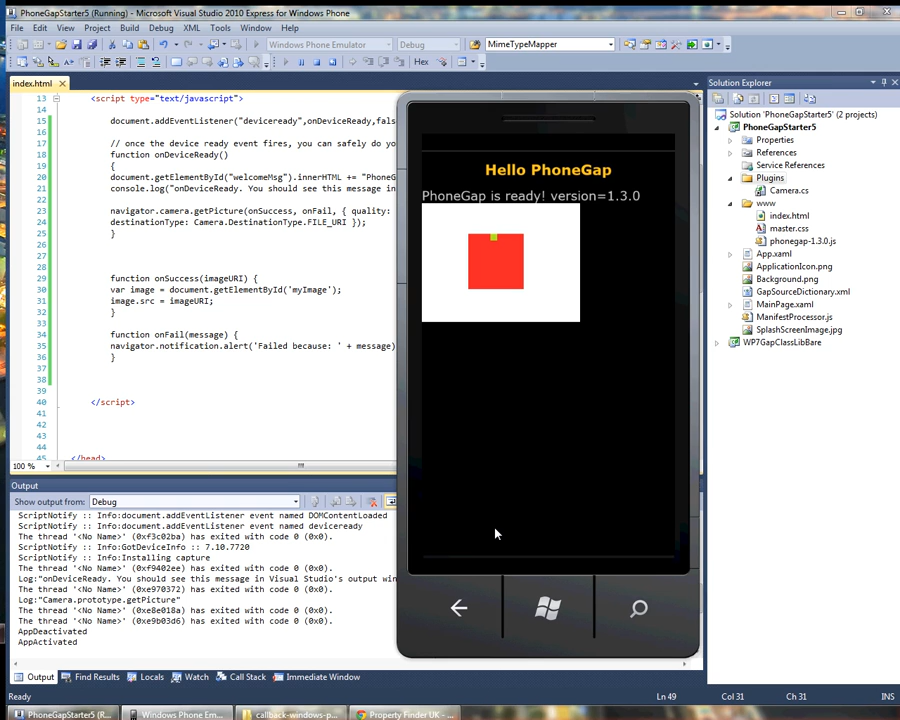 PhoneGapStarter5 (Running) - Microsoft Visual Studio 2010 Express for Windows Phone
File Edit View Project Build Debug XML Tools Window Help
Windows Phone Emulator Debug MimeTypeMapper
Hex
index.html
13 <script type="text/javascript">
14
15 document.addEventListener("deviceready",onDeviceReady,fals
16
17 // once the device ready event fires, you can safely do yo
18 function onDeviceReady()
19 {
20 document.getElementById("welcomeMsg").innerHTML += "PhoneG
21 console.log("onDeviceReady. You should see this message in
22
23 navigator.camera.getPicture(onSuccess, onFail, { quality:
24 destinationType: Camera.DestinationType.FILE_URI });
25 }
26
27
28
29 function onSuccess(imageURI) {
30 var image = document.getElementById('myImage');
31 image.src = imageURI;
32 }
33
34 function onFail(message) {
35 navigator.notification.alert('Failed because: ' + message)
36 }
37
38
39
40 </script>
41
42
43
44
45 </head>
100 %
Output
Show output from: Debug
ScriptNotify :: Info:document.addEventListener event named DOMContentLoaded
ScriptNotify :: Info:document.addEventListener event named deviceready
The thread '<No Name>' (0xf3c02ba) has exited with code 0 (0x0).
ScriptNotify :: Info:GotDeviceInfo :: 7.10.7720
ScriptNotify :: Info:Installing capture
The thread '<No Name>' (0xf9402ee) has exited with code 0 (0x0).
Log:"onDeviceReady. You should see this message in Visual Studio's output win
The thread '<No Name>' (0xe970372) has exited with code 0 (0x0).
Log:"Camera.prototype.getPicture"
The thread '<No Name>' (0xe8e018a) has exited with code 0 (0x0).
The thread '<No Name>' (0xe9b03d6) has exited with code 0 (0x0).
AppDeactivated
AppActivated
Output Find Results Locals Watch Call Stack Immediate Window
Hello PhoneGap
PhoneGap is ready! version=1.3.0
Solution Explorer
Solution 'PhoneGapStarter5' (2 projects)
PhoneGapStarter5
Properties
References
Service References
Plugins
Camera.cs
www
index.html
master.css
phonegap-1.3.0.js
App.xaml
ApplicationIcon.png
Background.png
GapSourceDictionary.xml
MainPage.xaml
ManifestProcessor.js
SplashScreenImage.jpg
WP7GapClassLibBare
Ready Ln 49 Col 31 Ch 31 INS
PhoneGapStarter5 (R... Windows Phone Em... callback-windows-p... Property Finder UK - ...